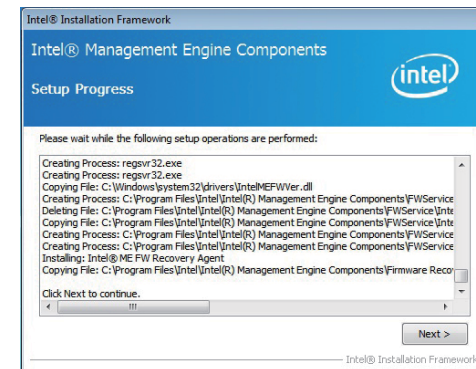 Intel® Installation Framework
Intel® Management Engine Components
intel
Setup Progress
Please wait while the following setup operations are performed:
Creating Process: regsvr32.exe
Creating Process: regsvr32.exe
Copying File: C:\Windows\system32\drivers\IntelMEFWVer.dll
Creating Process: C:\Program Files\Intel\Intel(R) Management Engine Components\FWService
Deleting File: C:\Program Files\Intel\Intel(R) Management Engine Components\FWService\Inte
Copying File: C:\Program Files\Intel\Intel(R) Management Engine Components\FWService\Inte
Creating Process: C:\Program Files\Intel\Intel(R) Management Engine Components\FWService
Creating Process: C:\Program Files\Intel\Intel(R) Management Engine Components\FWService
Installing: Intel® ME FW Recovery Agent
Copying File: C:\Program Files\Intel\Intel(R) Management Engine Components\Firmware Reco
Click Next to continue.
Next >
Intel® Installation Framework